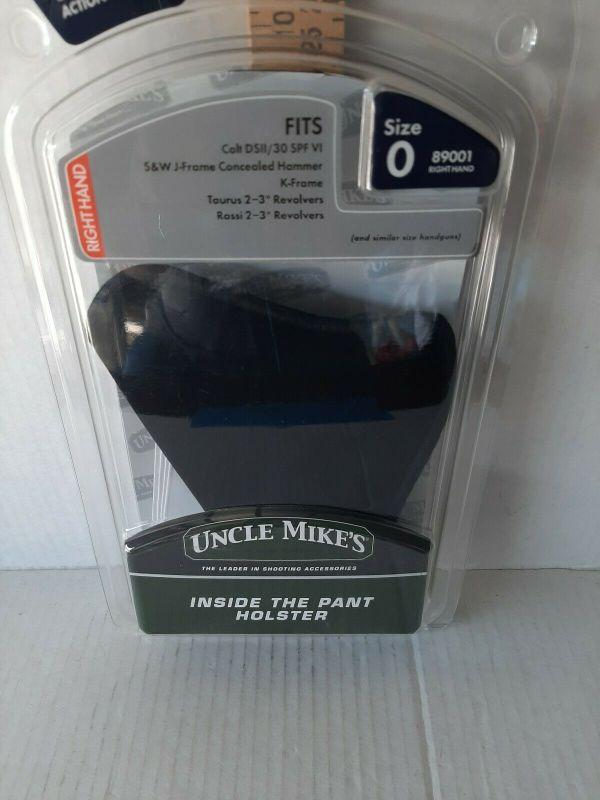 ACTION
10
25
FITS
Colt DSII/30 SPF VI
S&W J-Frame Concealed Hammer
K-Frame
Taurus 2-3" Revolvers
Rossi 2-3" Revolvers
(and similar size handguns)
RIGHT HAND
Size
0
89001
RIGHT HAND
UNCLE MIKE'S
THE LEADER IN SHOOTING ACCESSORIES
INSIDE THE PANT
HOLSTER